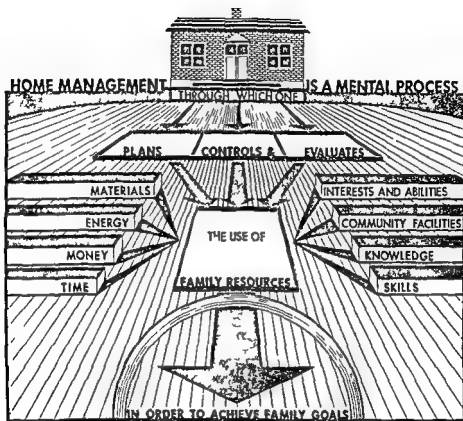 HOME MANAGEMENT IS A MENTAL PROCESS
THROUGH WHICH ONE
PLANS CONTROLS & EVALUATES
MATERIALS
ENERGY
MONEY
TIME
THE USE OF
FAMILY RESOURCES
INTERESTS AND ABILITIES
COMMUNITY FACILITIES
KNOWLEDGE
SKILLS
IN ORDER TO ACHIEVE FAMILY GOALS